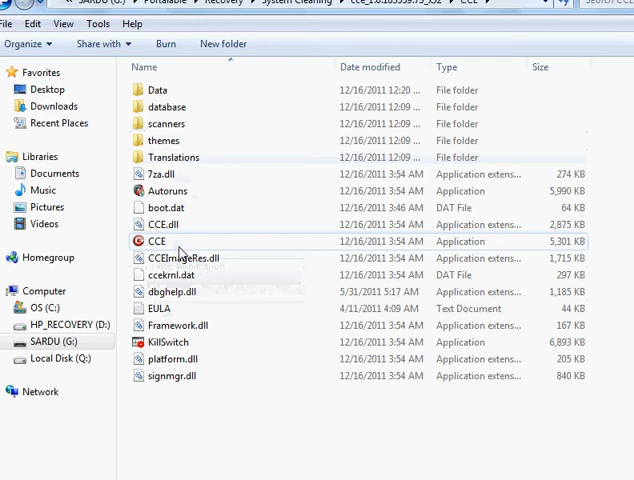 SARDU (G:) Portalable Recovery System Cleaning CCE
File Edit View Tools Help
Organize Share with Burn New folder
Name Date modified Type Size
Favorites
Desktop
Downloads
Recent Places
Libraries
Documents
Music
Pictures
Videos
Homegroup
Computer
OS (C:)
HP_RECOVERY (D:)
SARDU (G:)
Local Disk (Q:)
Network
Data 12/16/2011 12:20 ... File folder
database 12/16/2011 12:09 ... File folder
scanners 12/16/2011 12:09 ... File folder
themes 12/16/2011 12:09 ... File folder
Translations 12/16/2011 12:09 ... File folder
7za.dll 12/16/2011 3:54 AM Application extens... 274 KB
Autoruns 12/16/2011 3:54 AM Application 5,990 KB
boot.dat 12/16/2011 3:46 AM DAT File 64 KB
CCE.dll 12/16/2011 3:54 AM Application extens... 2,875 KB
CCE 12/16/2011 3:54 AM Application 5,301 KB
CCEImageRes.dll 12/16/2011 3:54 AM Application extens... 1,715 KB
ccekrnl.dat 12/16/2011 3:54 AM DAT File 297 KB
dbghelp.dll 5/31/2011 5:17 AM Application extens... 1,185 KB
EULA 4/11/2011 4:09 AM Text Document 44 KB
Framework.dll 12/16/2011 3:54 AM Application extens... 167 KB
KillSwitch 12/16/2011 3:54 AM Application 6,893 KB
platform.dll 12/16/2011 3:54 AM Application extens... 205 KB
signmgr.dll 12/16/2011 3:54 AM Application extens... 840 KB